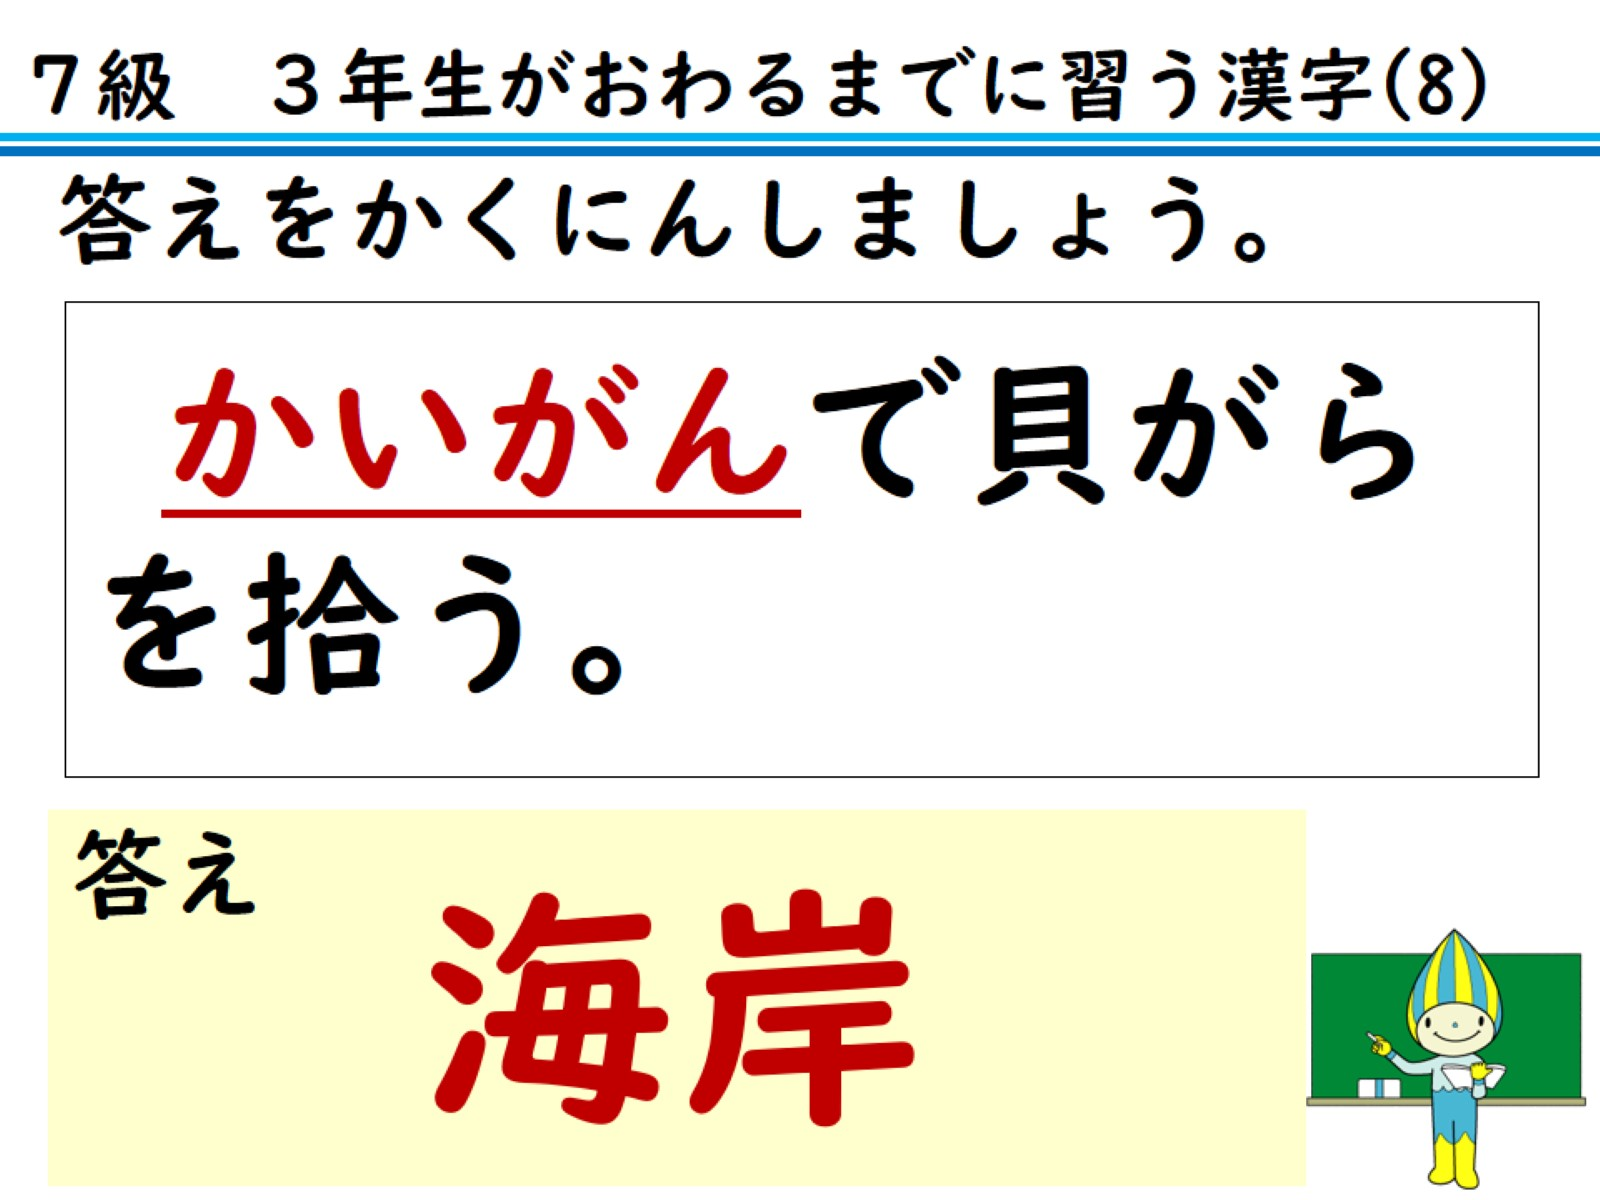 ７級　３年生がおわるまでに習う漢字(8)
答えをかくにんしましょう。
かいがんで貝がら
を拾う。
答え
海岸